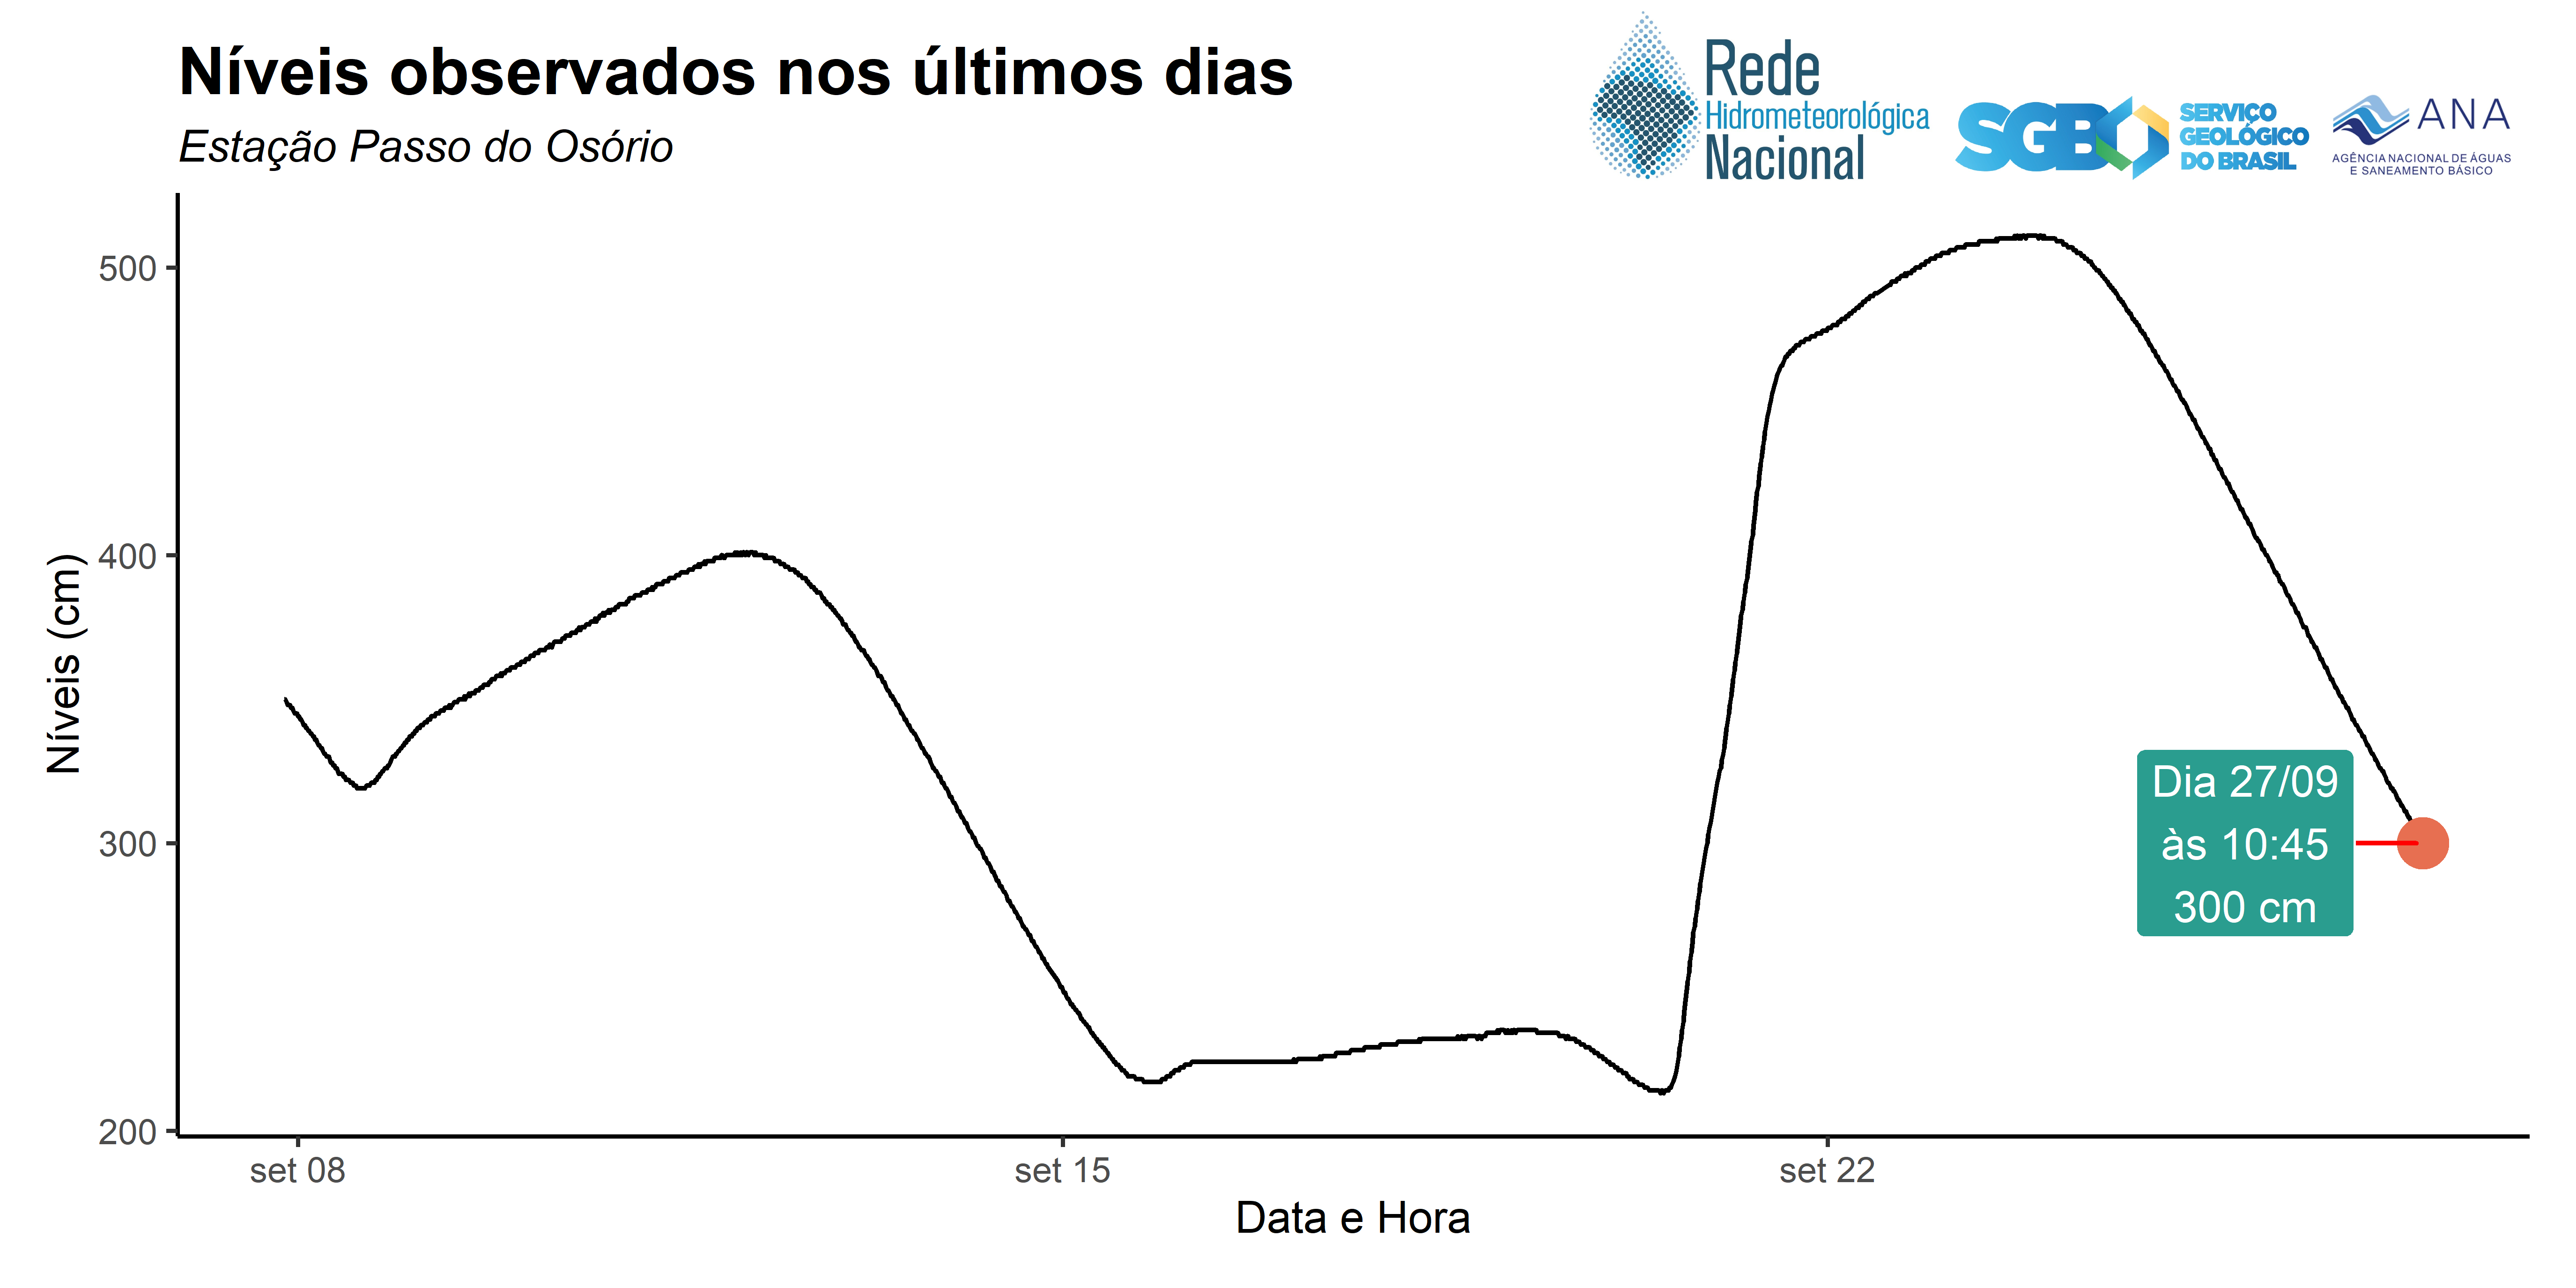 Níveis observados nos últimos dias
Estação Passo do Osório
Rede
Hidrometeorológica
Nacional
SGB
SERVIÇO
GEOLÓGICO
DO BRASIL
ANA
AGÊNCIA NACIONAL DE ÁGUAS
E SANEAMENTO BÁSICO
Níveis (cm)
500
400
300
200
Dia 27/09
às 10:45
300 cm
set 08
set 15
set 22
Data e Hora